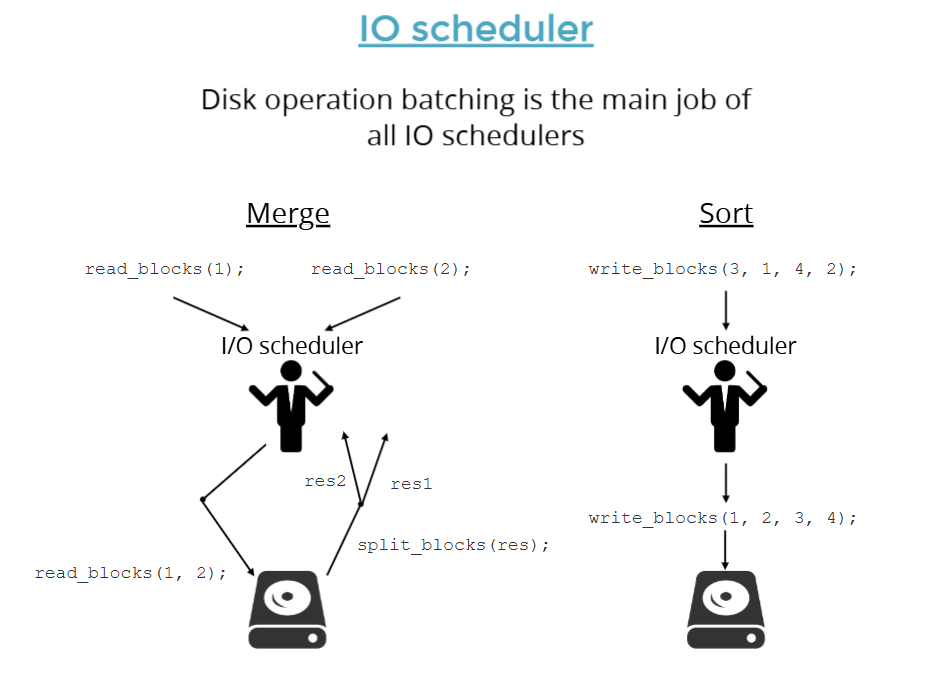 IO scheduler
Disk operation batching is the main job of
all IO schedulers
Merge
read_blocks(1);
read_blocks(2);
I/O scheduler
res2
res1
split_blocks(res);
read_blocks(1, 2);
Sort
write_blocks(3, 1, 4, 2);
I/O scheduler
write_blocks(1, 2, 3, 4);